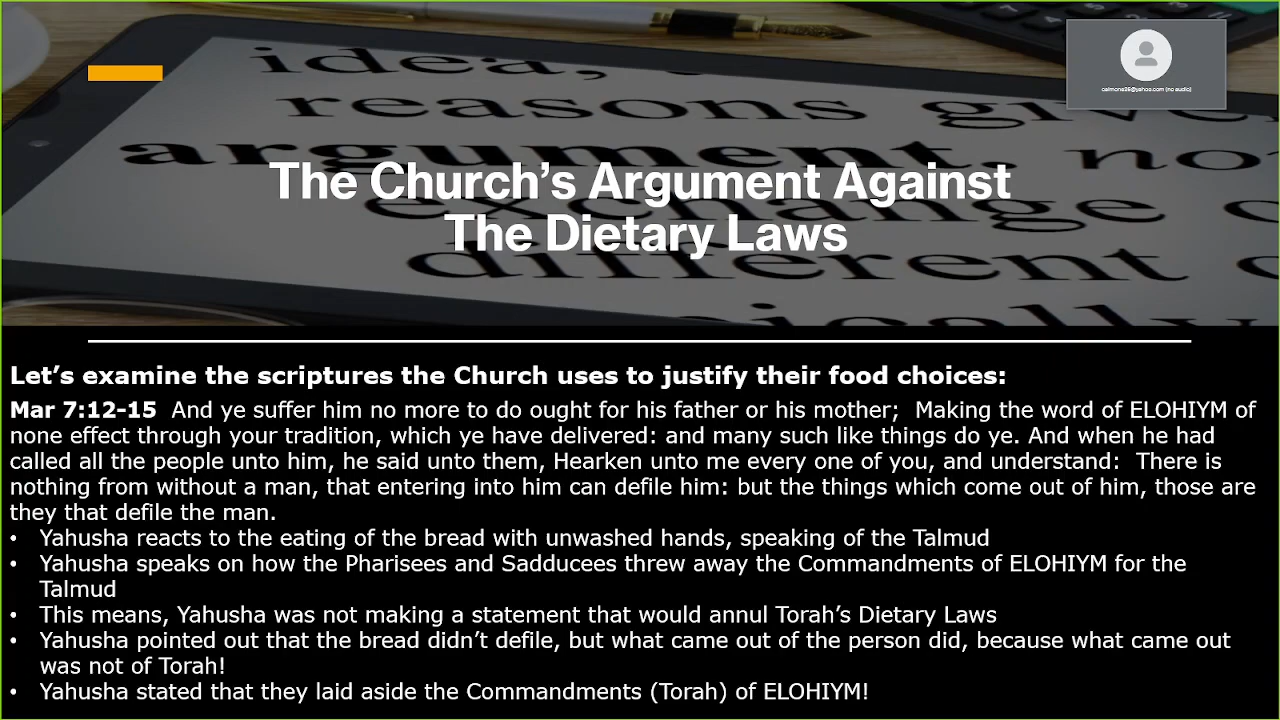 idea,
reasons give
argument, no
exchange o
different c
ically
calmons36@yahoo.com (no audio)
The Church's Argument Against
The Dietary Laws
Let's examine the scriptures the Church uses to justify their food choices:
Mar 7:12-15 And ye suffer him no more to do ought for his father or his mother; Making the word of ELOHIYM of
none effect through your tradition, which ye have delivered: and many such like things do ye. And when he had
called all the people unto him, he said unto them, Hearken unto me every one of you, and understand: There is
nothing from without a man, that entering into him can defile him: but the things which come out of him, those are
they that defile the man.
• Yahusha reacts to the eating of the bread with unwashed hands, speaking of the Talmud
• Yahusha speaks on how the Pharisees and Sadducees threw away the Commandments of ELOHIYM for the
Talmud
• This means, Yahusha was not making a statement that would annul Torah's Dietary Laws
• Yahusha pointed out that the bread didn't defile, but what came out of the person did, because what came out
was not of Torah!
• Yahusha stated that they laid aside the Commandments (Torah) of ELOHIYM!